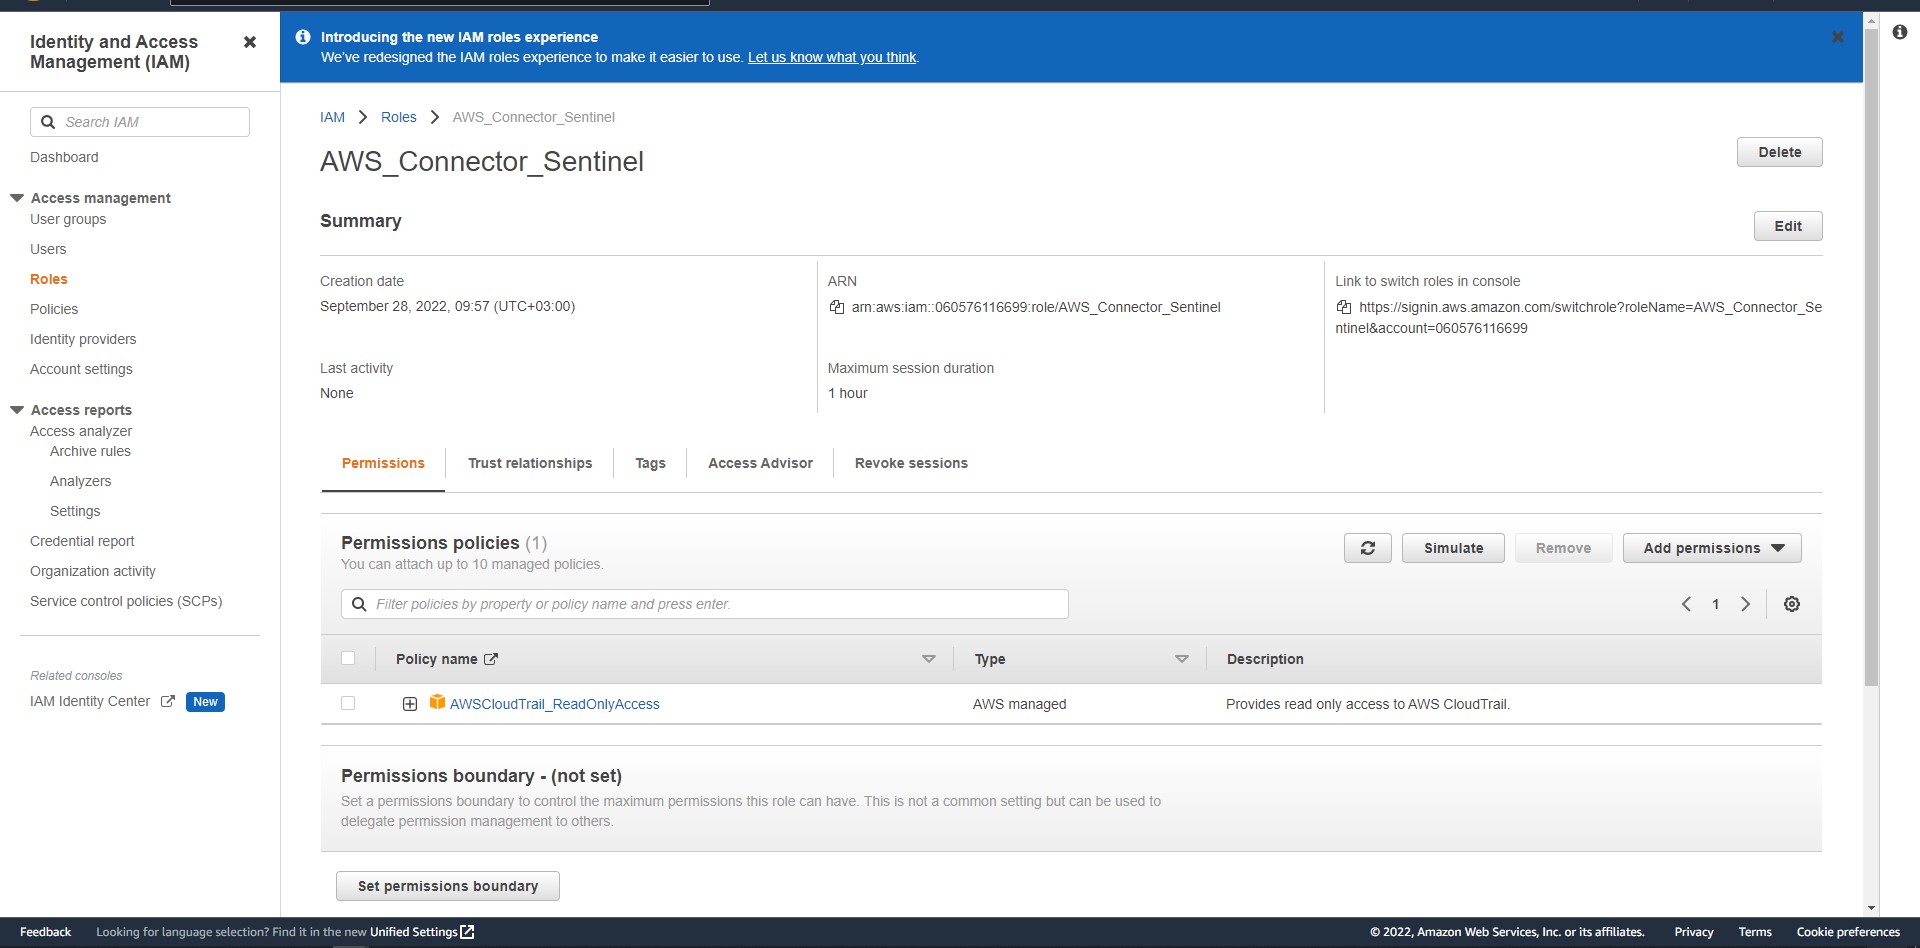 Identity and Access
Management (IAM)
Search IAM
Dashboard
Access management
User groups
Users
Roles
Policies
Identity providers
Account settings
Access reports
Access analyzer
Archive rules
Analyzers
Settings
Credential report
Organization activity
Service control policies (SCPs)
Related consoles
IAM Identity Center New
Introducing the new IAM roles experience
We've redesigned the IAM roles experience to make it easier to use. Let us know what you think.
IAM Roles AWS_Connector_Sentinel
AWS_Connector_Sentinel
Delete
Summary
Edit
Creation date
September 28, 2022, 09:57 (UTC+03:00)
ARN
arn:aws:iam::060576116699:role/AWS_Connector_Sentinel
Link to switch roles in console
https://signin.aws.amazon.com/switchrole?roleName=AWS_Connector_Se
ntinel&account=060576116699
Last activity
None
Maximum session duration
1 hour
Permissions Trust relationships Tags Access Advisor Revoke sessions
Permissions policies (1)
You can attach up to 10 managed policies.
Simulate Remove Add permissions
Filter policies by property or policy name and press enter.
1
Policy name Type Description
AWSCloudTrail_ReadOnlyAccess AWS managed Provides read only access to AWS CloudTrail.
Permissions boundary - (not set)
Set a permissions boundary to control the maximum permissions this role can have. This is not a common setting but can be used to
delegate permission management to others.
Set permissions boundary
Feedback Looking for language selection? Find it in the new Unified Settings © 2022, Amazon Web Services, Inc. or its affiliates. Privacy Terms Cookie preferences